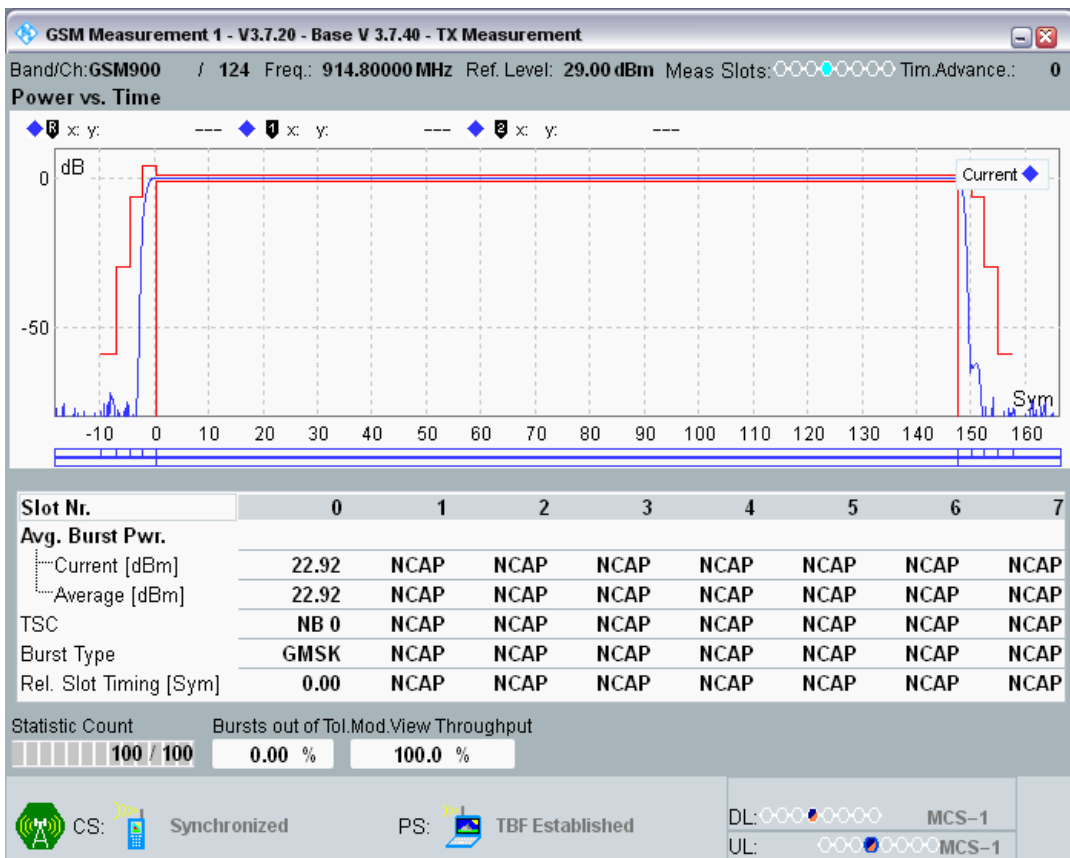 GSM Measurement 1 - V3.7.20 - Base V 3.7.40 - TX Measurement
Band/Ch:GSM900 / 124 Freq.: 914.80000 MHz Ref. Level: 29.00 dBm Meas Slots: Tim.Advance.: 0
Power vs. Time
R x: y: --- 1 x: y: --- 2 x: y: ---
dB
Current
0
-50
Sym
-10 0 10 20 30 40 50 60 70 80 90 100 110 120 130 140 150 160
Slot Nr. 0 1 2 3 4 5 6 7
Avg. Burst Pwr.
Current [dBm] 22.92 NCAP NCAP NCAP NCAP NCAP NCAP NCAP
Average [dBm] 22.92 NCAP NCAP NCAP NCAP NCAP NCAP NCAP
TSC NB 0 NCAP NCAP NCAP NCAP NCAP NCAP NCAP
Burst Type GMSK NCAP NCAP NCAP NCAP NCAP NCAP NCAP
Rel. Slot Timing [Sym] 0.00 NCAP NCAP NCAP NCAP NCAP NCAP NCAP
Statistic Count Bursts out of Tol. Mod.View Throughput
100 / 100 0.00 % 100.0 %
CS: Synchronized PS: TBF Established
DL: MCS-1
UL: MCS-1